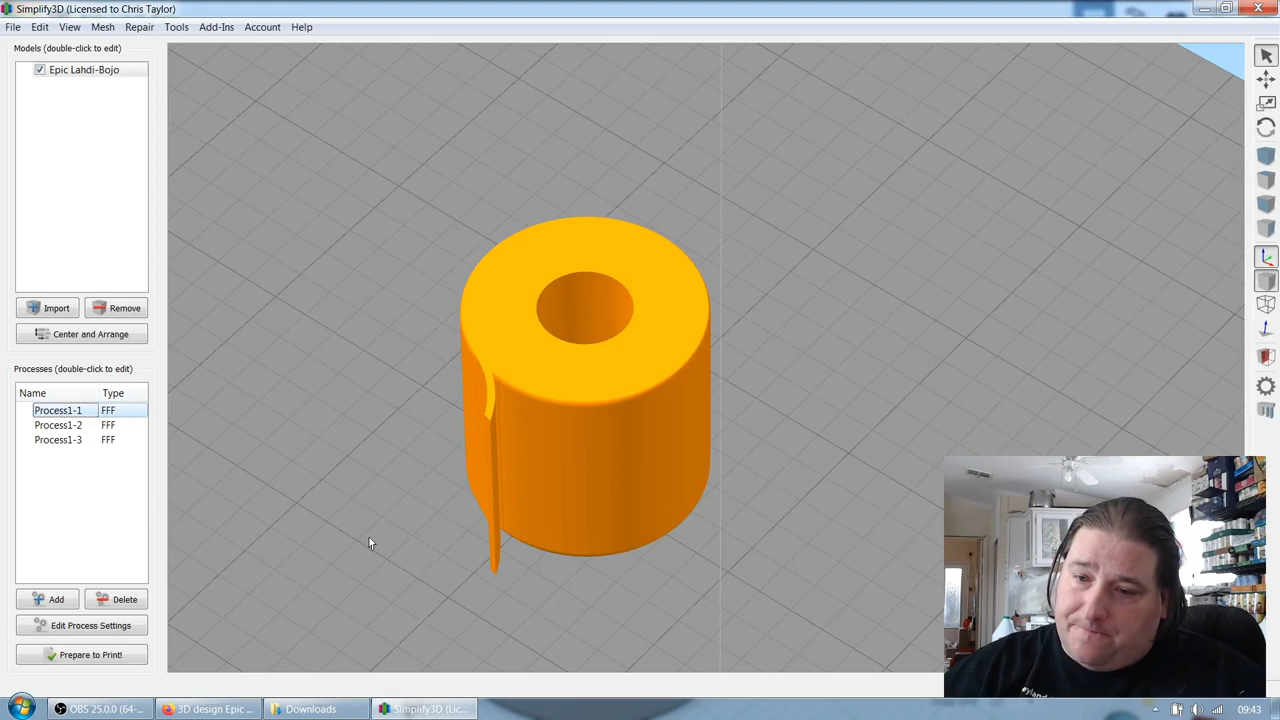 Simplify3D (Licensed to Chris Taylor)
File Edit View Mesh Repair Tools Add-Ins Account Help
Models (double-click to edit)
Epic Lahdi-Bojo
Import Remove
Center and Arrange
Processes (double-click to edit)
Name Type
Process1-1 FFF
Process1-2 FFF
Process1-3 FFF
Add Delete
Edit Process Settings
Prepare to Print!
OBS 25.0.0 (64-... 3D design Epic ... Downloads Simplify3D (Lic... 09:43